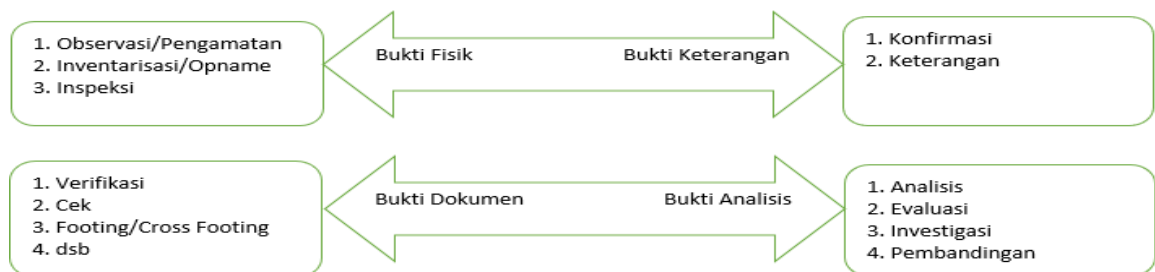 1. Observasi/Pengamatan
2. Inventarisasi/Opname
3. Inspeksi
Bukti Fisik
Bukti Keterangan
1. Konfirmasi
2. Keterangan
1. Verifikasi
2. Cek
3. Footing/Cross Footing
4. dsb
Bukti Dokumen
Bukti Analisis
1. Analisis
2. Evaluasi
3. Investigasi
4. Pembandingan